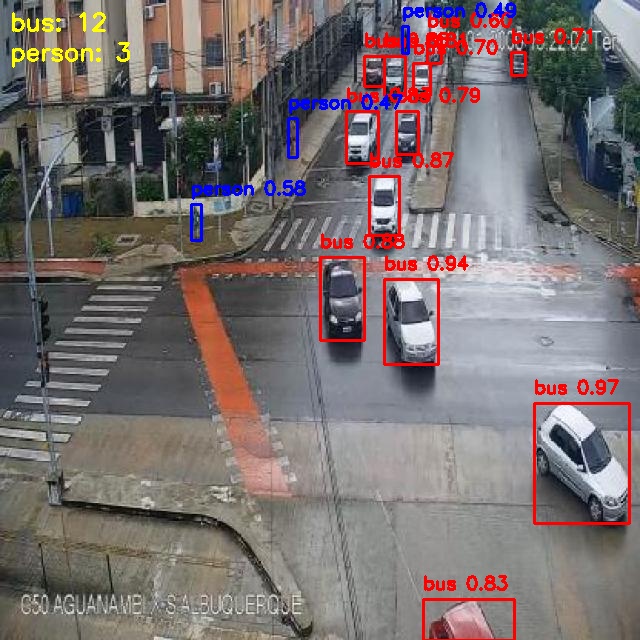 bus: 12
person: 3
person 0.49
bus 0.60
bus 0.70
bus 0.71
person 0.47
0.79
bus 0.87
person 0.58
bus 0.88
bus 0.94
bus 0.97
bus 0.83
C50 AGUANAMBI X S.ALBUQUERQUE